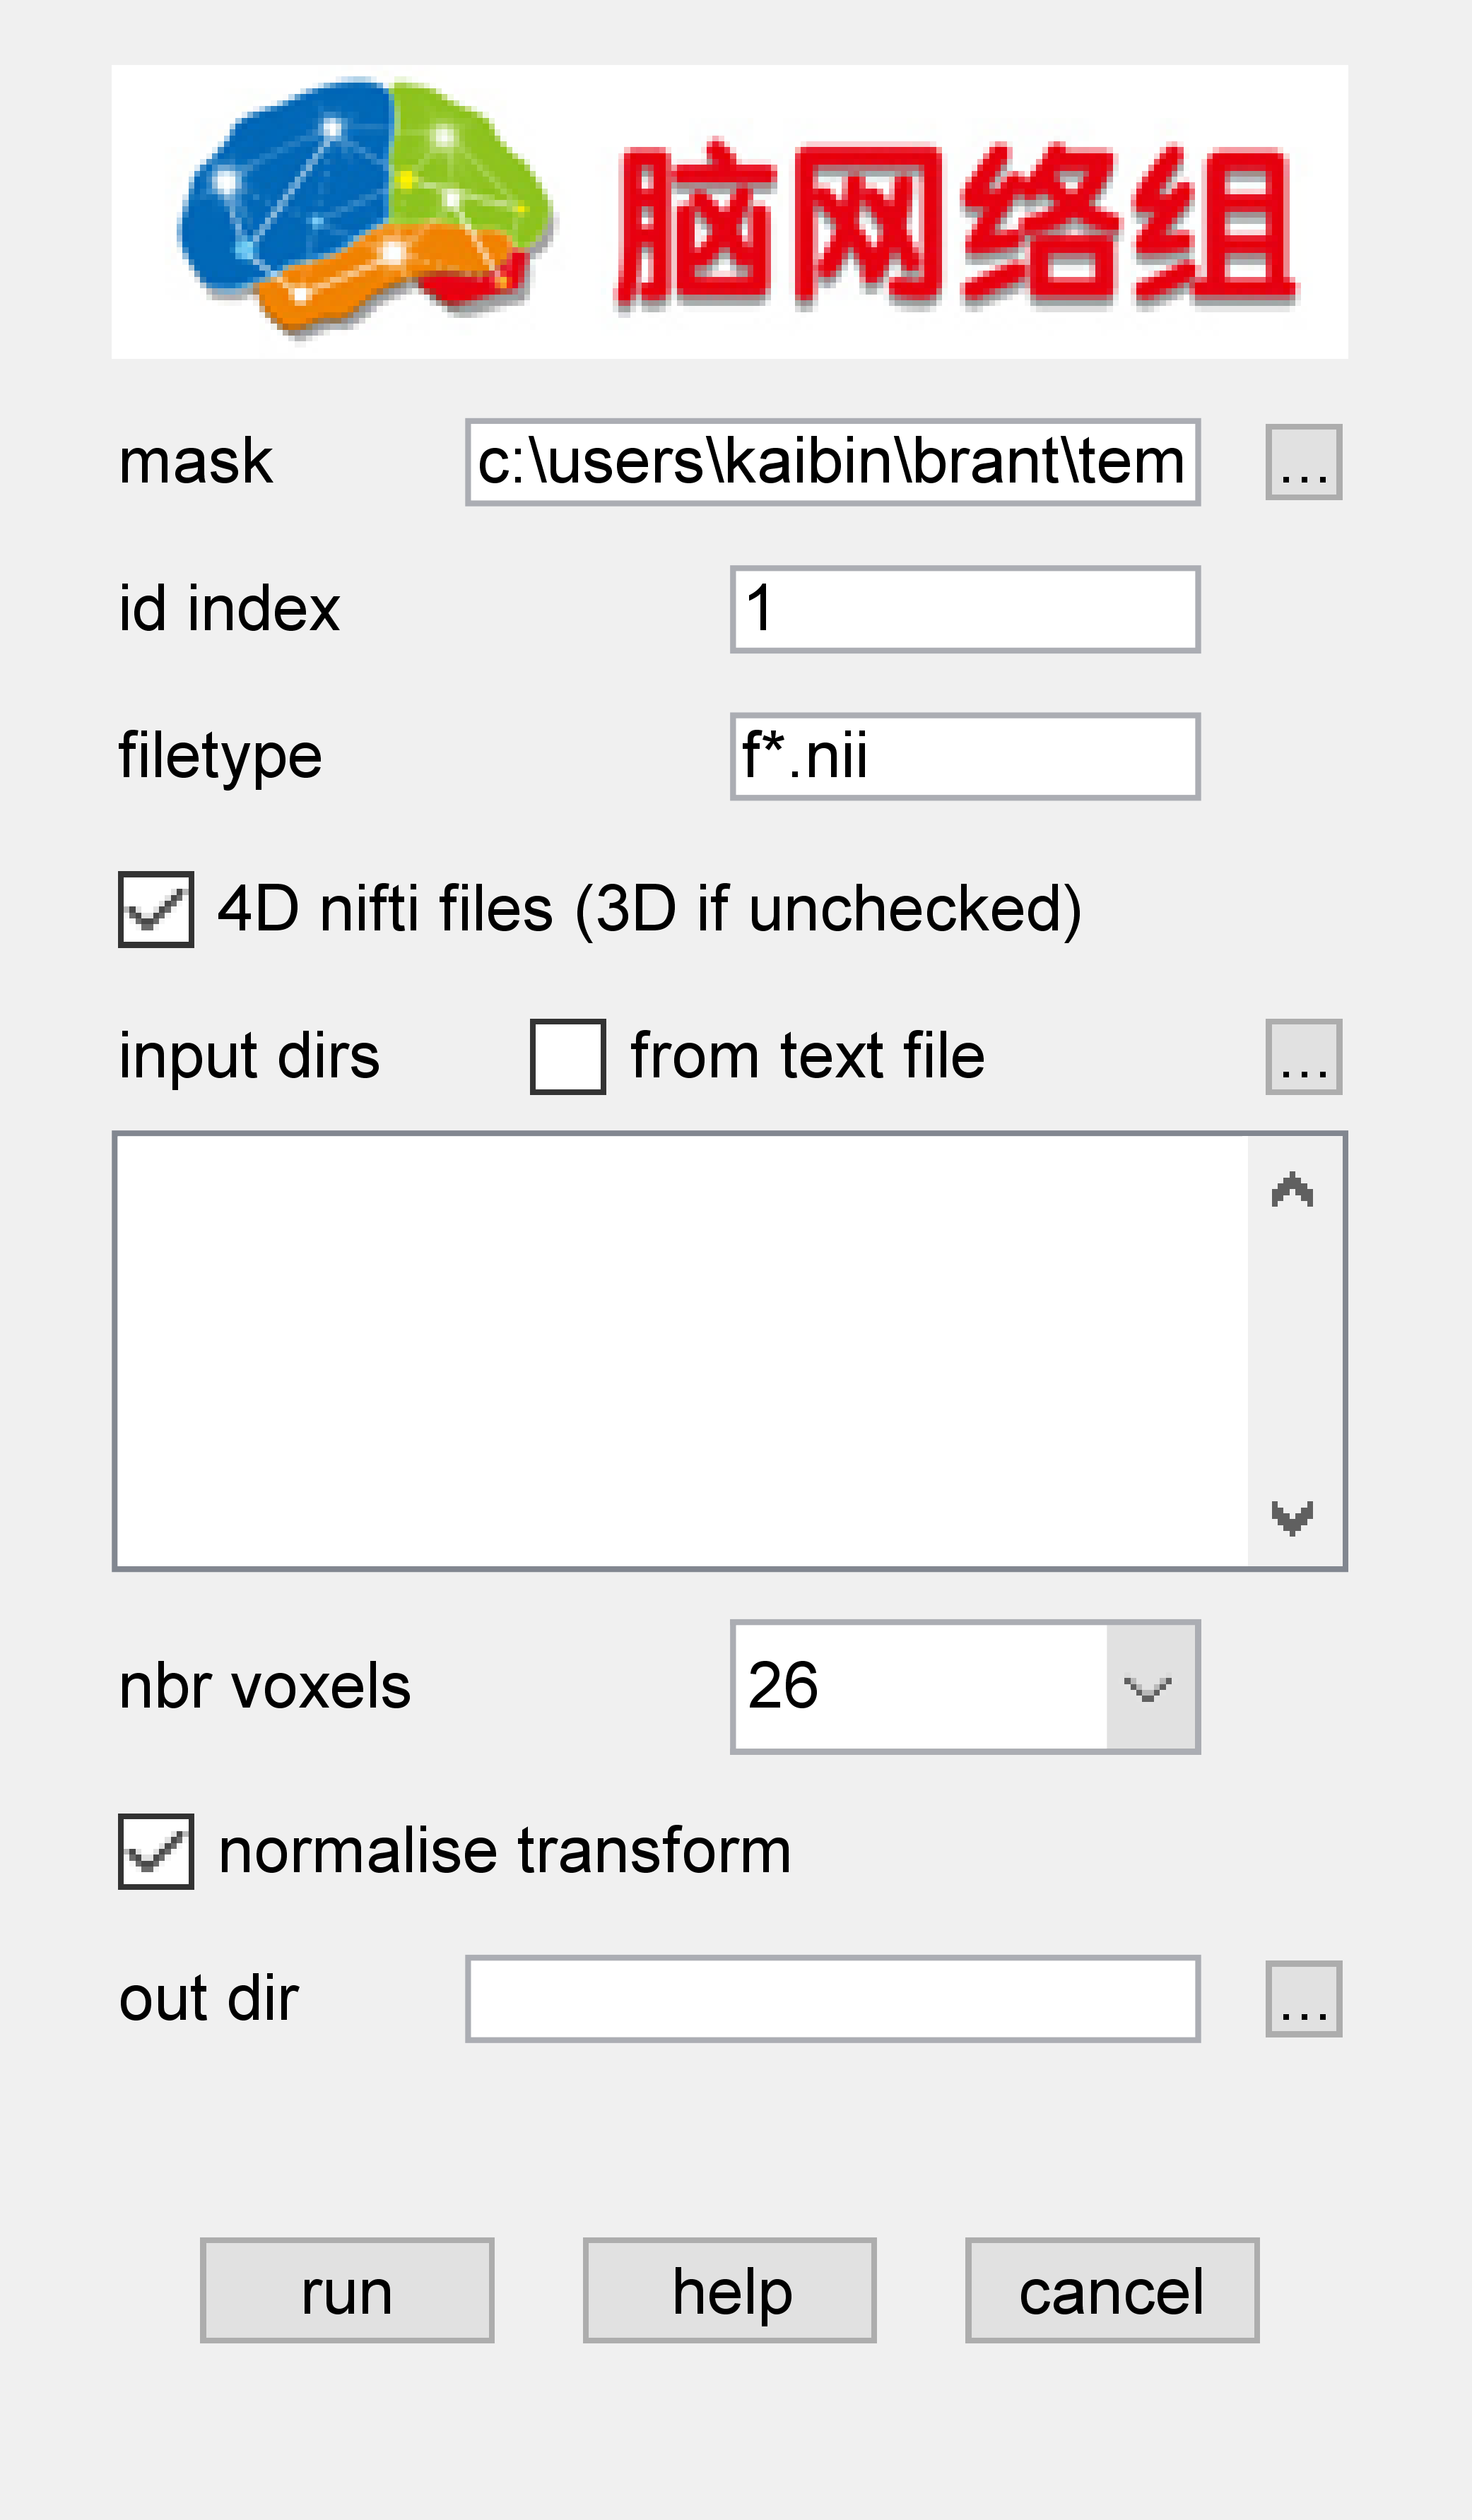 脑网络组
mask c:\users\kaibin\brant\tem ...
id index 1
filetype f*.nii
4D nifti files (3D if unchecked)
input dirs from text file ...
nbr voxels 26
normalise transform
out dir ...
run help cancel